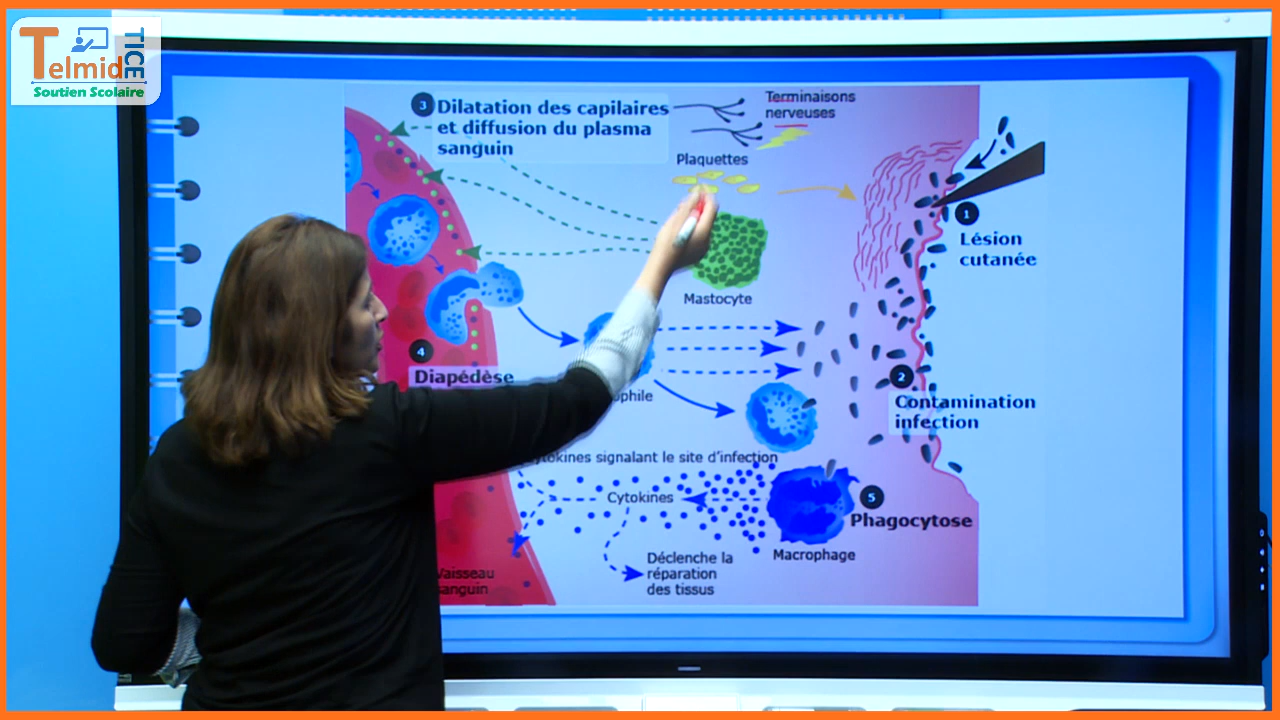 Telmid
TICE
Soutien Scolaire
3 Dilatation des capilaires
et diffusion du plasma
sanguin
Terminaisons
nerveuses
Plaquettes
1
Lésion
cutanée
Mastocyte
4
Diapédèse
2
Contamination
infection
ophile
ytokines signalant le site d'infection
Cytokines
5
Phagocytose
Macrophage
Déclenche la
réparation
des tissus
Vaisseau
sanguin